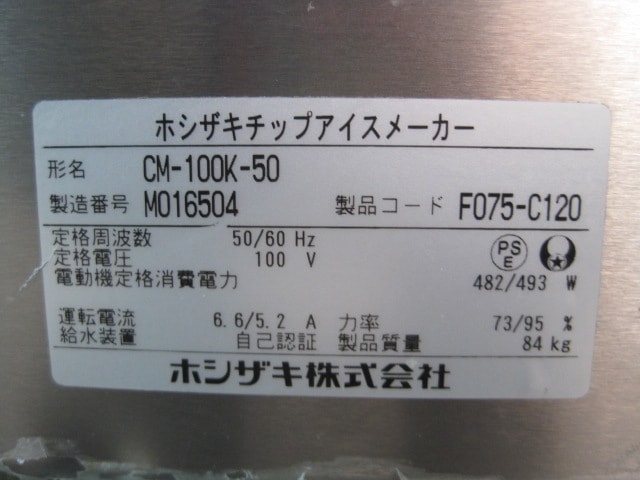 ホシザキチップアイスメーカー
形名 CM-100K-50
製造番号 M016504 製品コード F075-C120
定格周波数 50/60 Hz
定格電圧 100 V
PS E
電動機定格消費電力 482/493 W
運転電流 6.6/5.2 A 力率 73/95 %
給水装置 自己認証 製品質量 84 kg
ホシザキ株式会社